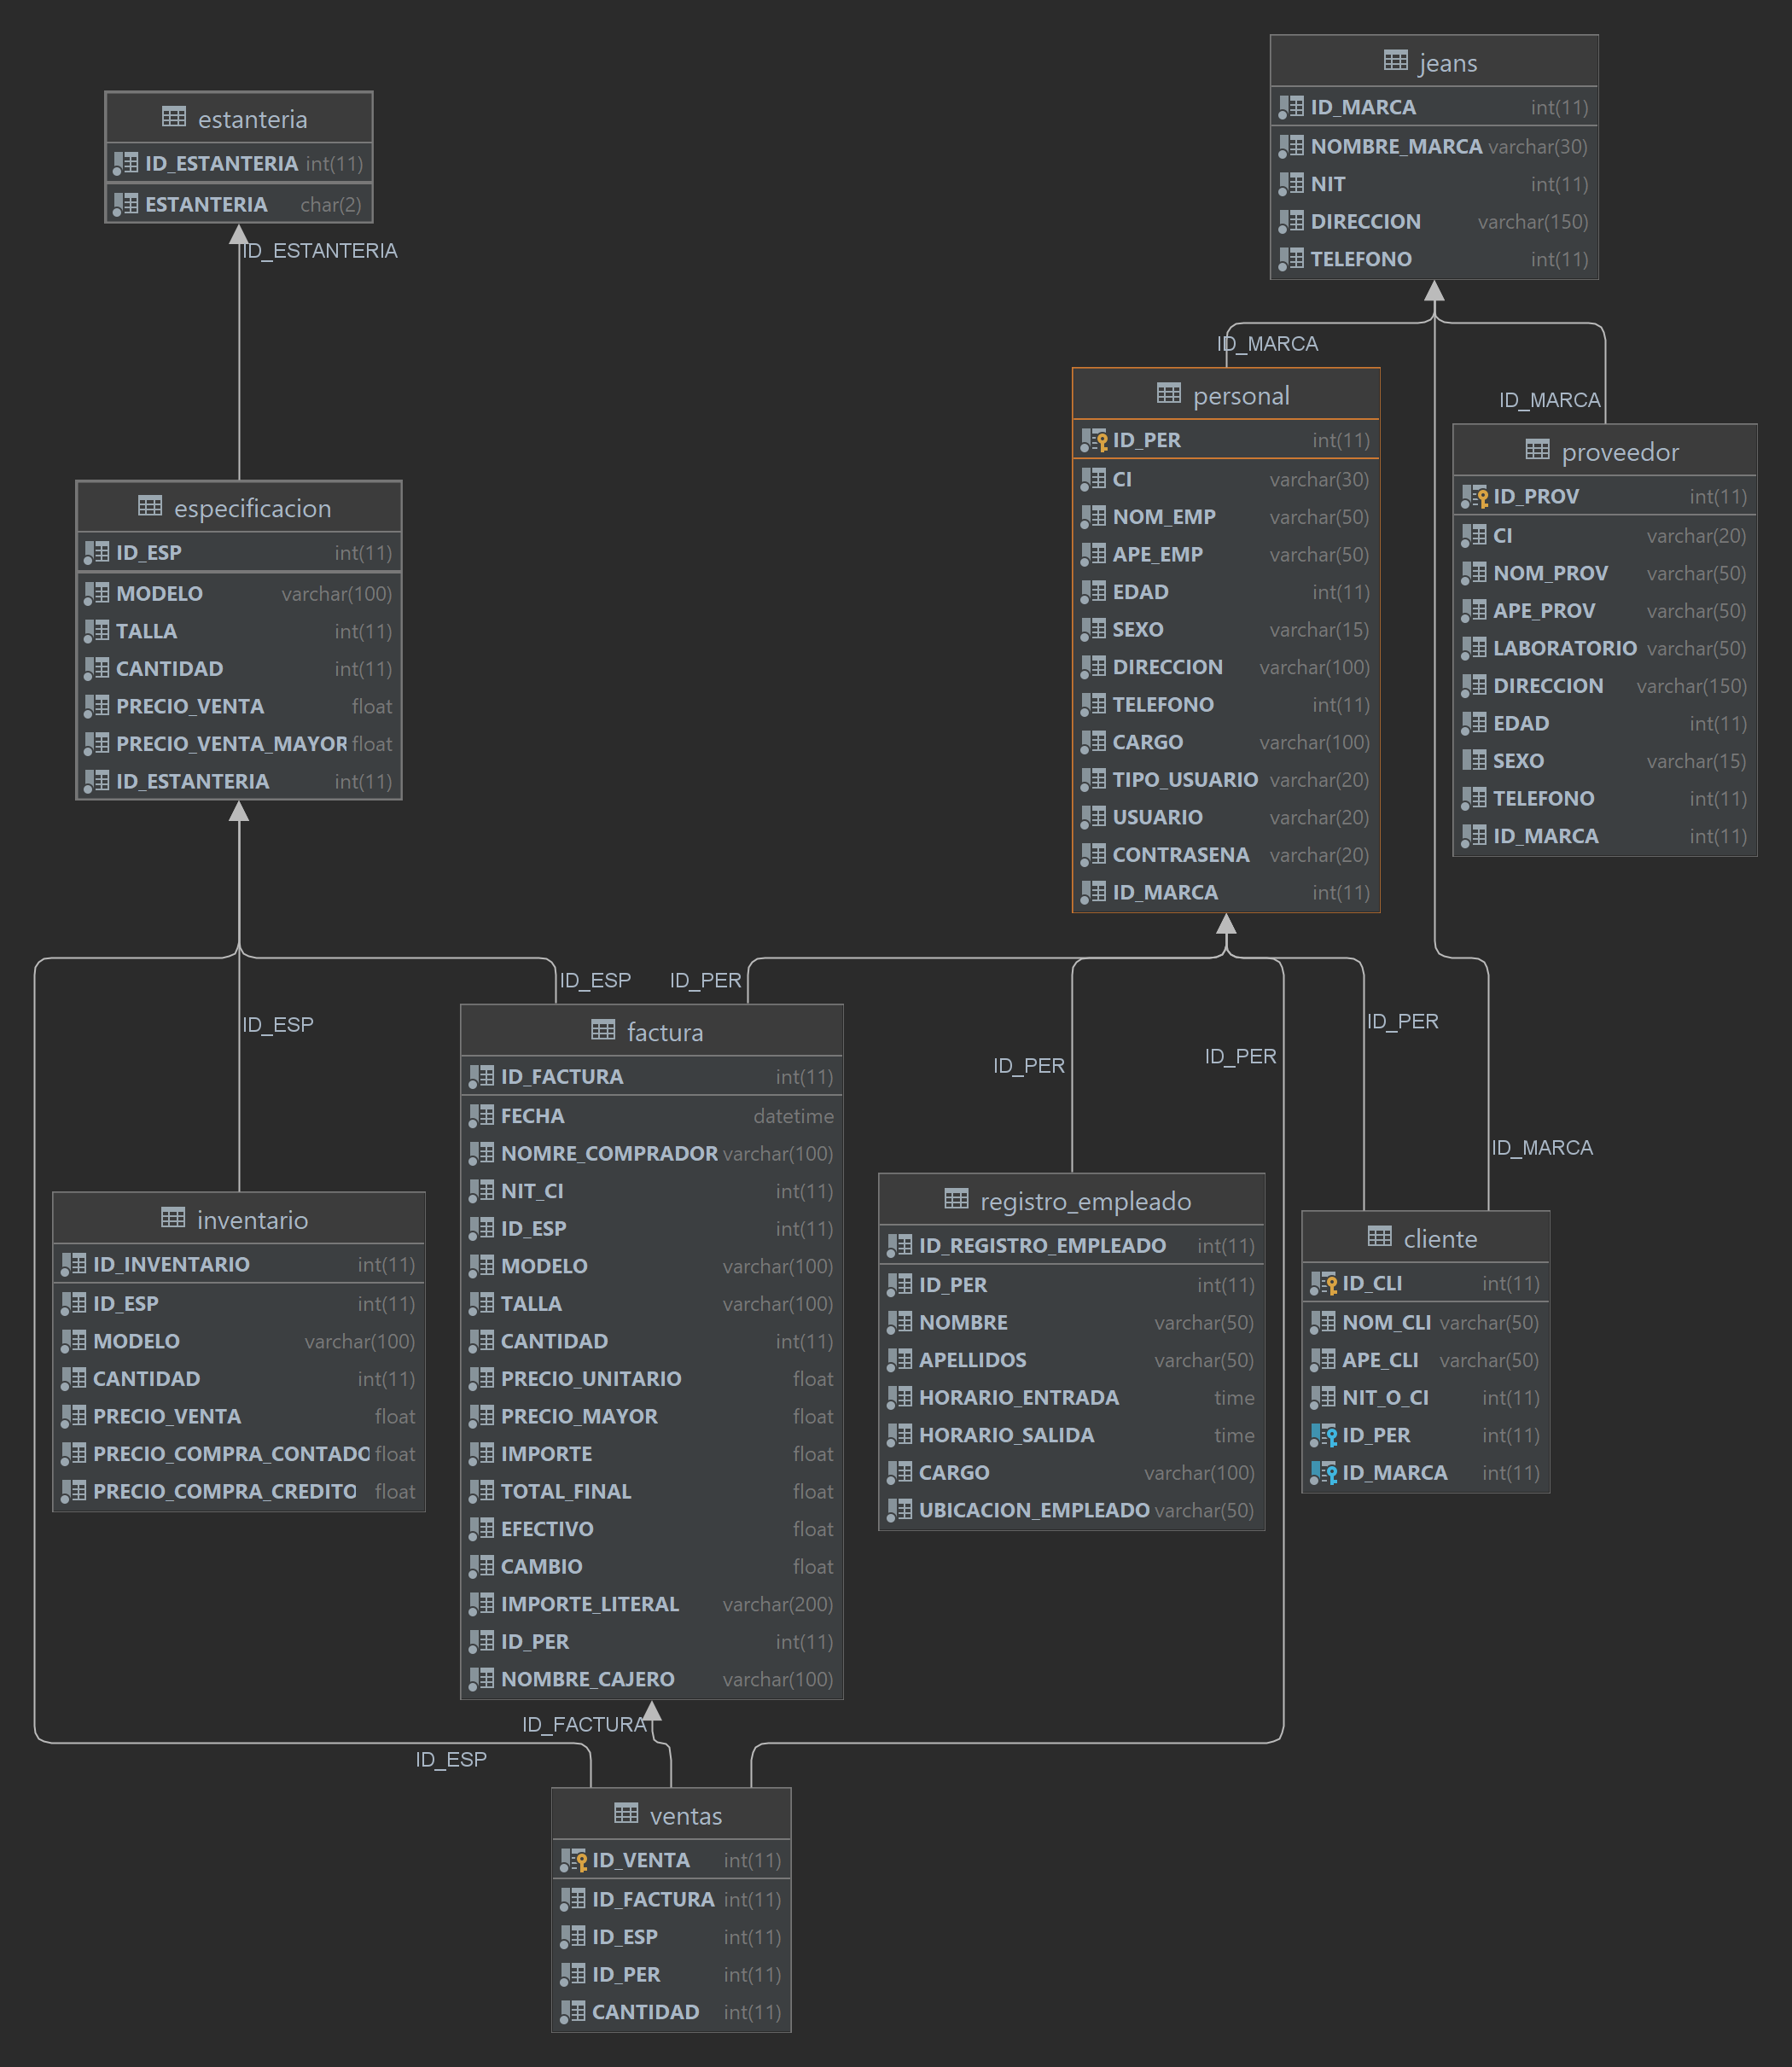 jeans
ID_MARCA int(11)
NOMBRE_MARCA varchar(30)
NIT int(11)
DIRECCION varchar(150)
TELEFONO int(11)
estanteria
ID_ESTANTERIA int(11)
ESTANTERIA char(2)
ID_ESTANTERIA
ID_MARCA
ID_MARCA
personal
ID_PER int(11)
CI varchar(30)
NOM_EMP varchar(50)
APE_EMP varchar(50)
EDAD int(11)
SEXO varchar(15)
DIRECCION varchar(100)
TELEFONO int(11)
CARGO varchar(100)
TIPO_USUARIO varchar(20)
USUARIO varchar(20)
CONTRASENA varchar(20)
ID_MARCA int(11)
proveedor
ID_PROV int(11)
CI varchar(20)
NOM_PROV varchar(50)
APE_PROV varchar(50)
LABORATORIO varchar(50)
DIRECCION varchar(150)
EDAD int(11)
SEXO varchar(15)
TELEFONO int(11)
ID_MARCA int(11)
especificacion
ID_ESP int(11)
MODELO varchar(100)
TALLA int(11)
CANTIDAD int(11)
PRECIO_VENTA float
PRECIO_VENTA_MAYOR float
ID_ESTANTERIA int(11)
ID_ESP
ID_PER
ID_ESP
ID_PER
ID_PER
ID_PER
ID_MARCA
factura
ID_FACTURA int(11)
FECHA datetime
NOMRE_COMPRADOR varchar(100)
NIT_CI int(11)
ID_ESP int(11)
MODELO varchar(100)
TALLA varchar(100)
CANTIDAD int(11)
PRECIO_UNITARIO float
PRECIO_MAYOR float
IMPORTE float
TOTAL_FINAL float
EFECTIVO float
CAMBIO float
IMPORTE_LITERAL varchar(200)
ID_PER int(11)
NOMBRE_CAJERO varchar(100)
registro_empleado
ID_REGISTRO_EMPLEADO int(11)
ID_PER int(11)
NOMBRE varchar(50)
APELLIDOS varchar(50)
HORARIO_ENTRADA time
HORARIO_SALIDA time
CARGO varchar(100)
UBICACION_EMPLEADO varchar(50)
inventario
ID_INVENTARIO int(11)
ID_ESP int(11)
MODELO varchar(100)
CANTIDAD int(11)
PRECIO_VENTA float
PRECIO_COMPRA_CONTADO float
PRECIO_COMPRA_CREDITO float
cliente
ID_CLI int(11)
NOM_CLI varchar(50)
APE_CLI varchar(50)
NIT_O_CI int(11)
ID_PER int(11)
ID_MARCA int(11)
ID_FACTURA
ID_ESP
ventas
ID_VENTA int(11)
ID_FACTURA int(11)
ID_ESP int(11)
ID_PER int(11)
CANTIDAD int(11)